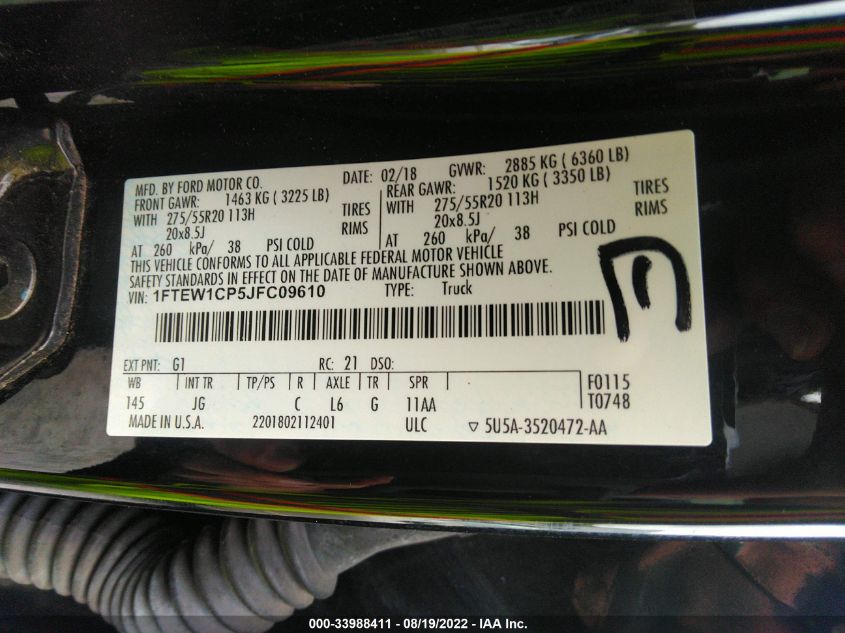 MFD. BY FORD MOTOR CO. DATE: 02/18 GVWR: 2885 KG ( 6360 LB)
FRONT GAWR: 1463 KG ( 3225 LB) REAR GAWR: 1520 KG ( 3350 LB)
WITH 275/55R20 113H TIRES WITH 275/55R20 113H TIRES
20x8.5J RIMS 20x8.5J RIMS
AT 260 kPa/ 38 PSI COLD AT 260 kPa/ 38 PSI COLD
THIS VEHICLE CONFORMS TO ALL APPLICABLE FEDERAL MOTOR VEHICLE
SAFETY STANDARDS IN EFFECT ON THE DATE OF MANUFACTURE SHOWN ABOVE.
VIN: 1FTEW1CP5JFC09610 TYPE: Truck
EXT PNT: G1 RC: 21 DSO:
WB INT TR TP/PS R AXLE TR SPR F0115
145 JG C L6 G 11AA T0748
MADE IN U.S.A. 2201802112401 ULC ▽ 5U5A-3520472-AA
000-33988411 - 08/19/2022 - IAA Inc.